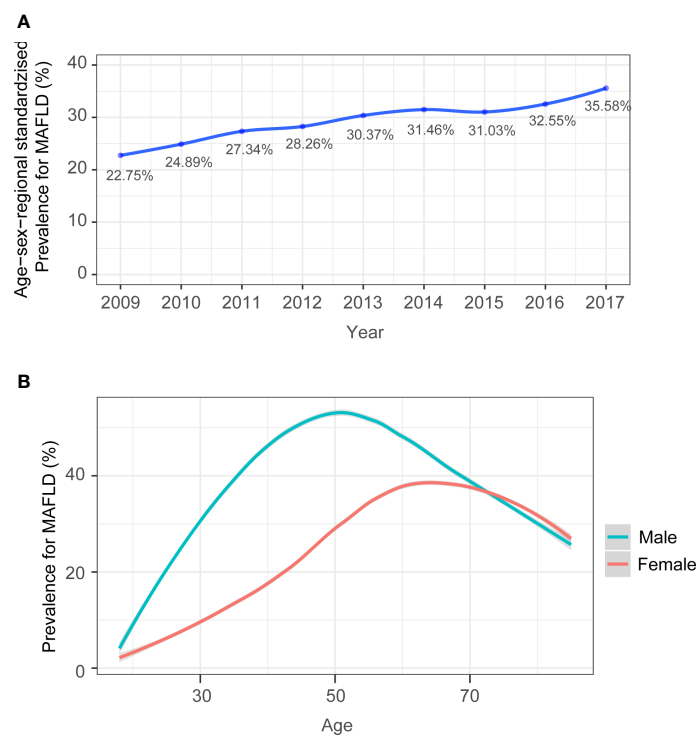 A
Age-sex-regional standardzised
Prevalence for MAFLD (%)
40
30
20
10
0
22.75%
24.89%
27.34%
28.26%
30.37%
31.46%
31.03%
32.55%
35.58%
2009 2010 2011 2012 2013 2014 2015 2016 2017
Year
B
Prevalence for MAFLD (%)
40
20
0
30 50 70
Age
Male
Female